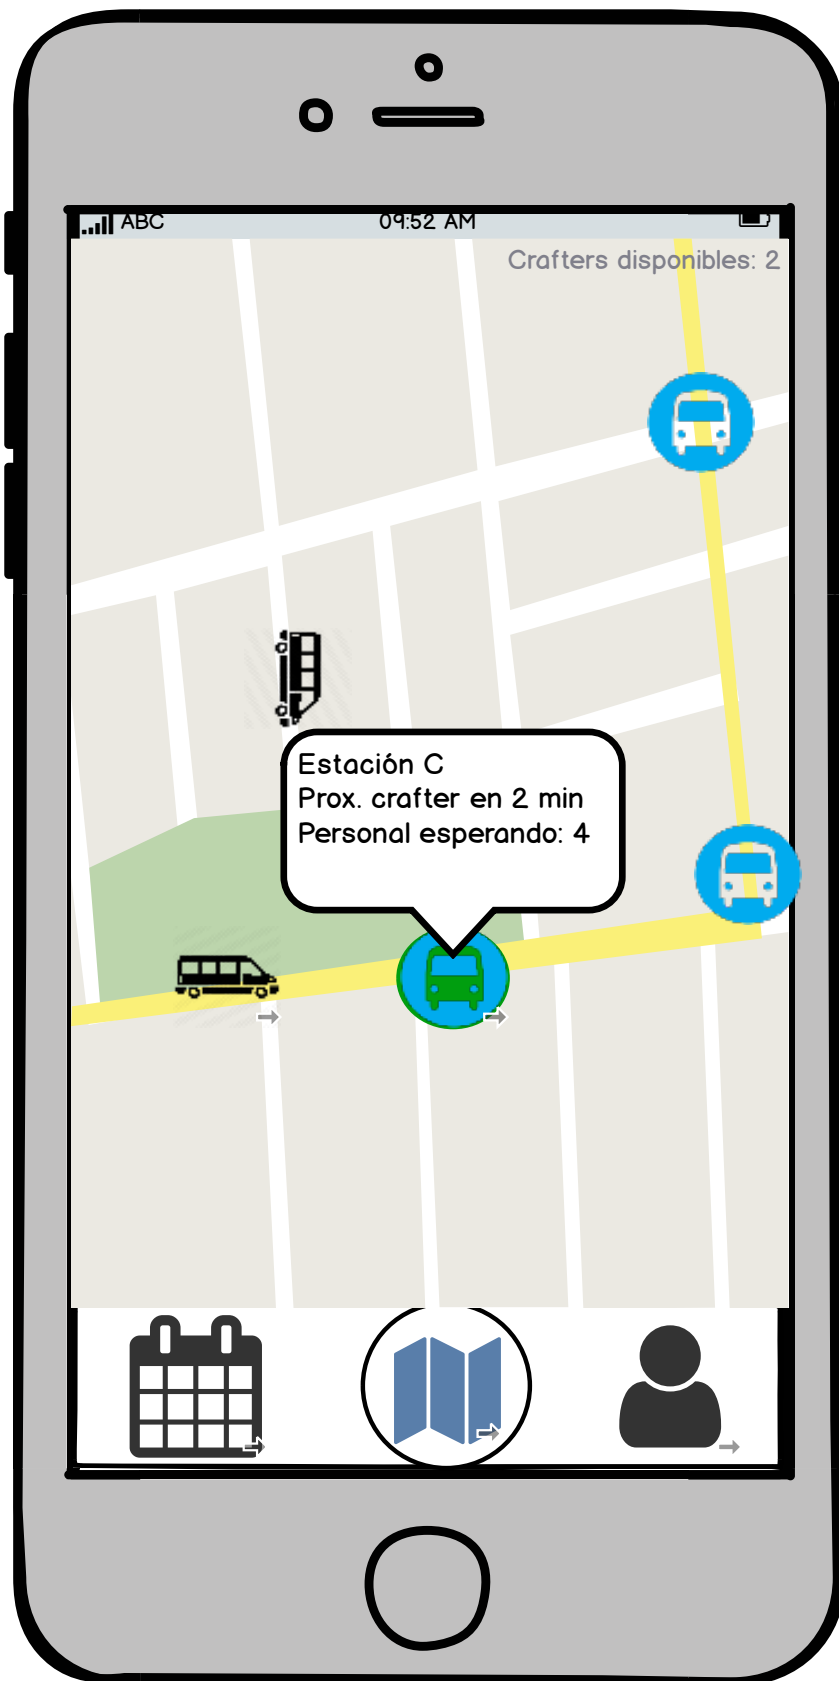 ABC
09:52 AM
Crafters disponibles: 2
Estación C
Prox. crafter en 2 min
Personal esperando: 4